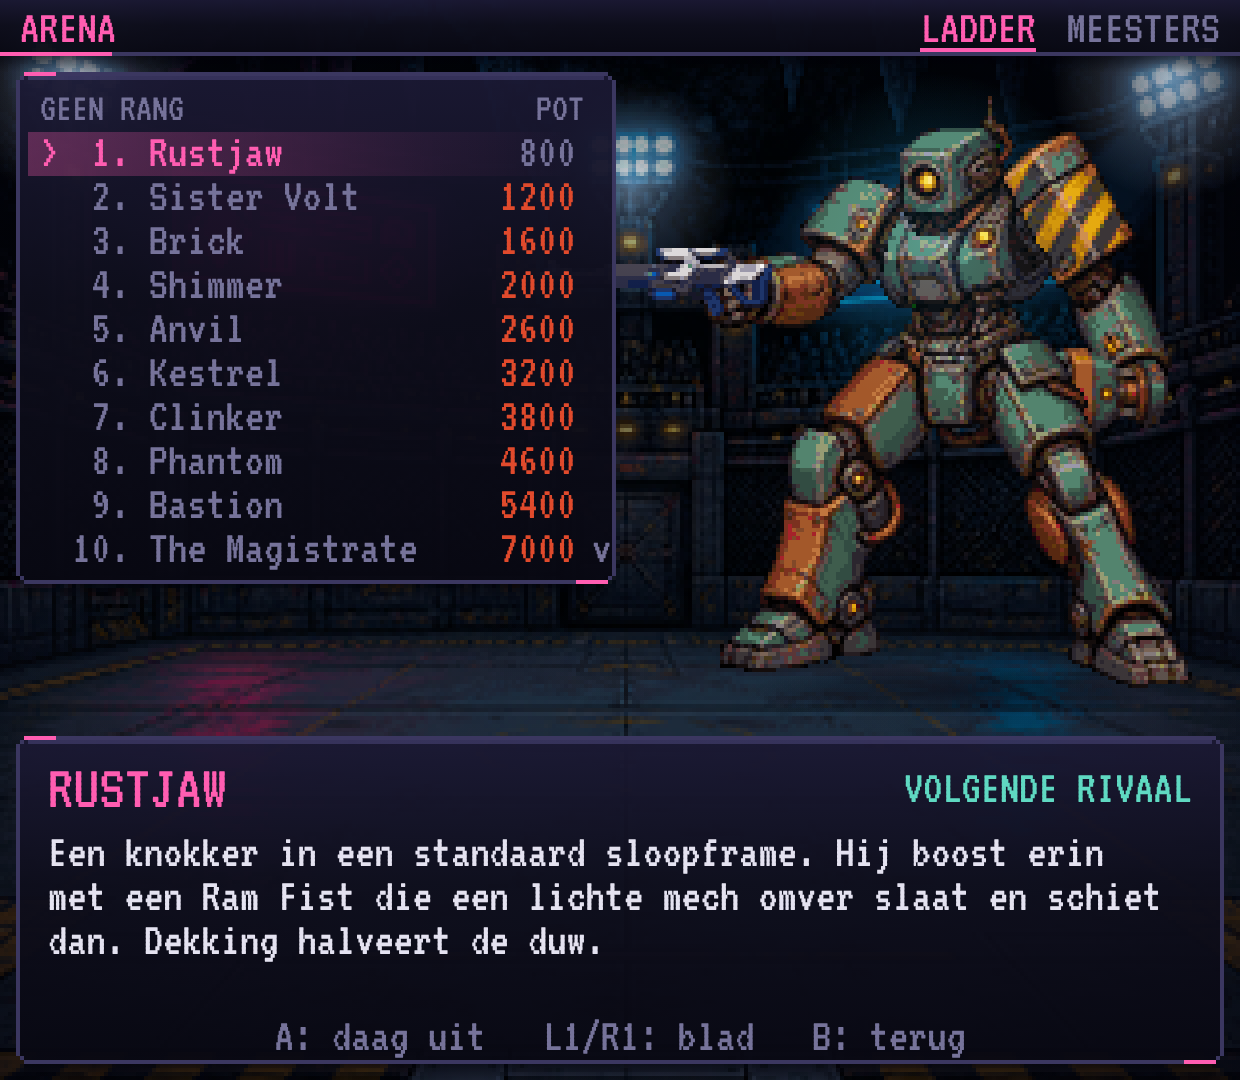 ARENA
LADDER MEESTERS
GEEN RANG POT
> 1. Rustjaw 800
2. Sister Volt 1200
3. Brick 1600
4. Shimmer 2000
5. Anvil 2600
6. Kestrel 3200
7. Clinker 3800
8. Phantom 4600
9. Bastion 5400
10. The Magistrate 7000 v
RUSTJAW
VOLGENDE RIVAAL
Een knokker in een standaard sloopframe. Hij boost erin
met een Ram Fist die een lichte mech omver slaat en schiet
dan. Dekking halveert de duw.
A: daag uit L1/R1: blad B: terug